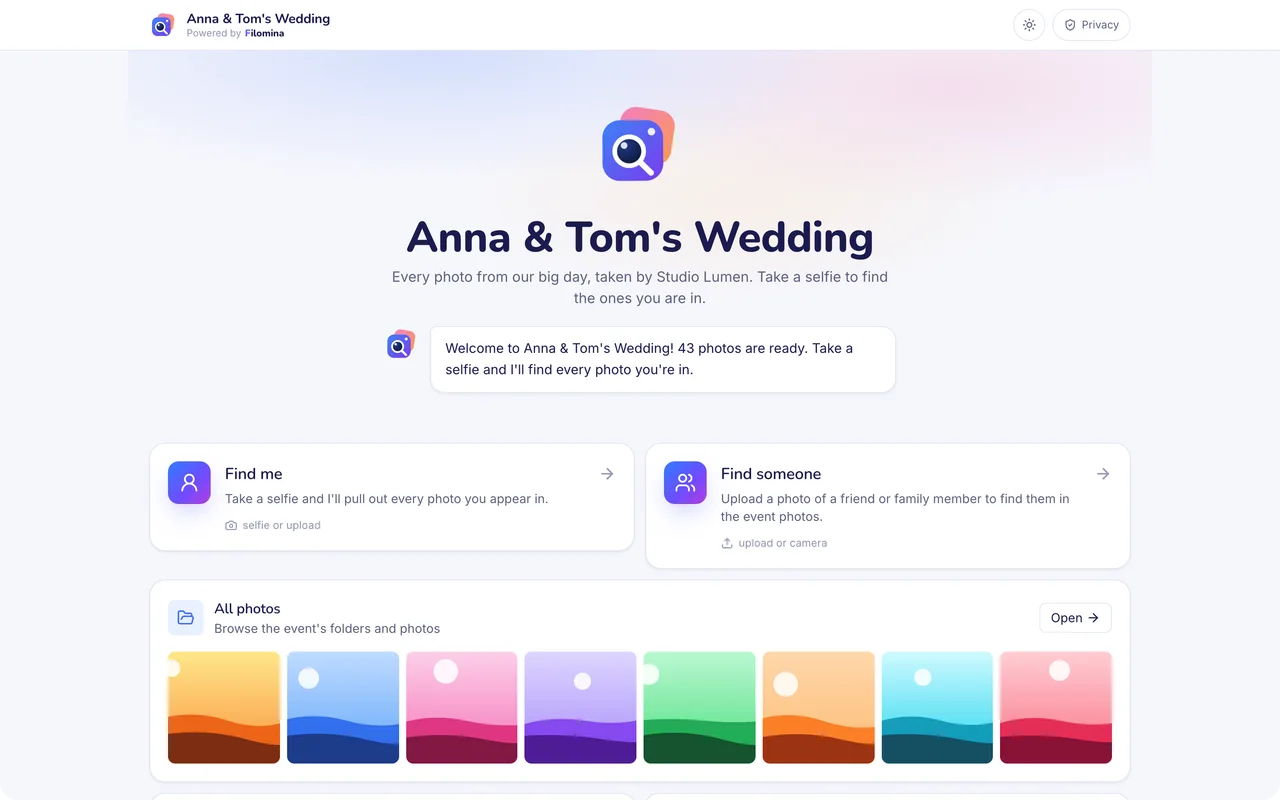 Anna & Tom's Wedding
Powered by Filomina
Privacy
Anna & Tom's Wedding
Every photo from our big day, taken by Studio Lumen. Take a selfie to find
the ones you are in.
Welcome to Anna & Tom's Wedding! 43 photos are ready. Take a
selfie and I'll find every photo you're in.
Find me
Take a selfie and I'll pull out every photo you appear in.
selfie or upload
Find someone
Upload a photo of a friend or family member to find them in
the event photos.
upload or camera
All photos
Browse the event's folders and photos
Open